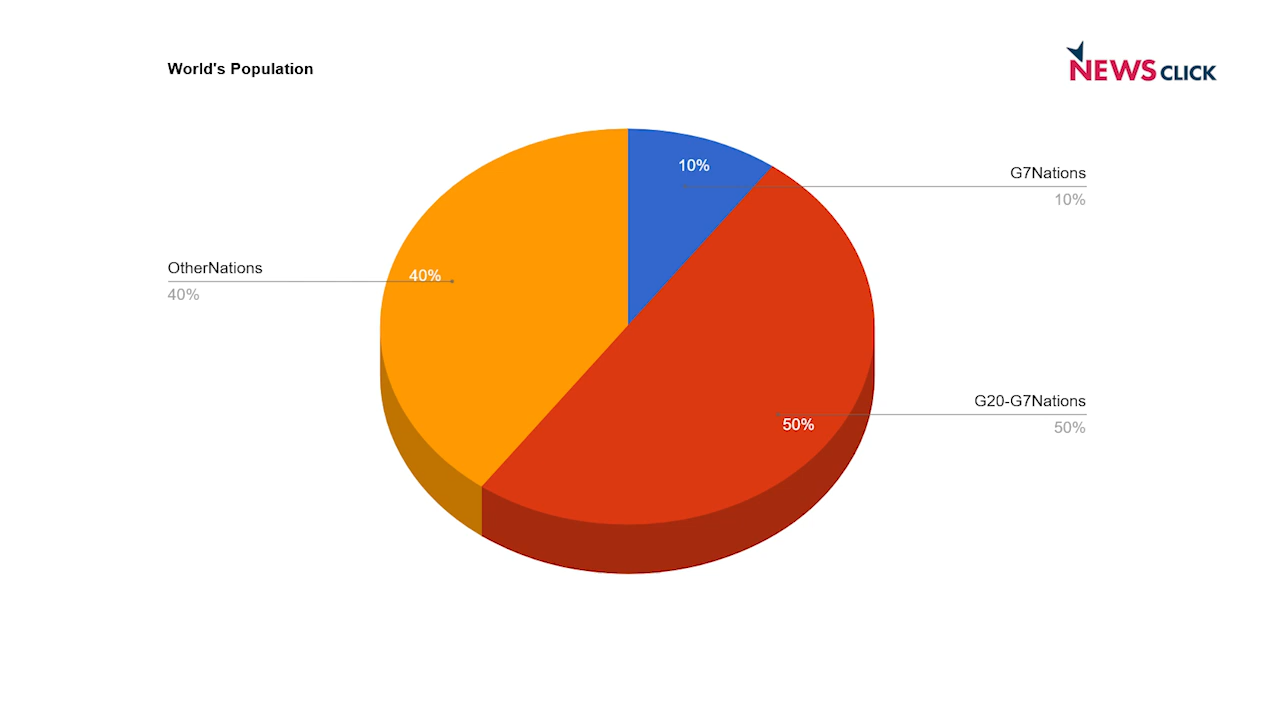 World's Population
NEWS CLICK
10%
G7Nations
10%
OtherNations
40%
40%
G20-G7Nations
50%
50%